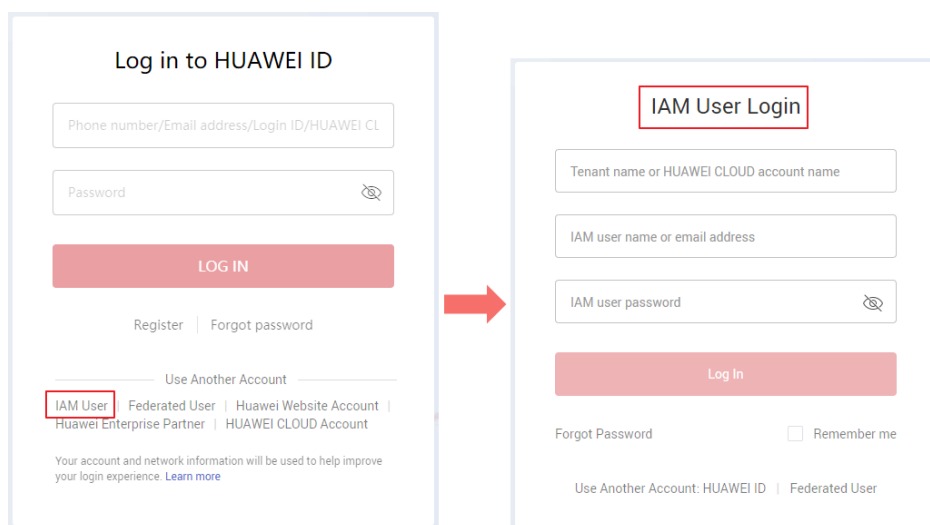 Log in to HUAWEI ID
Phone number/Email address/Login ID/HUAWEI CL
Password
LOG IN
Register | Forgot password
Use Another Account
IAM User | Federated User | Huawei Website Account |
Huawei Enterprise Partner | HUAWEI CLOUD Account
Your account and network information will be used to help improve
your login experience. Learn more
IAM User Login
Tenant name or HUAWEI CLOUD account name
IAM user name or email address
IAM user password
Log In
Forgot Password
Remember me
Use Another Account: HUAWEI ID | Federated User